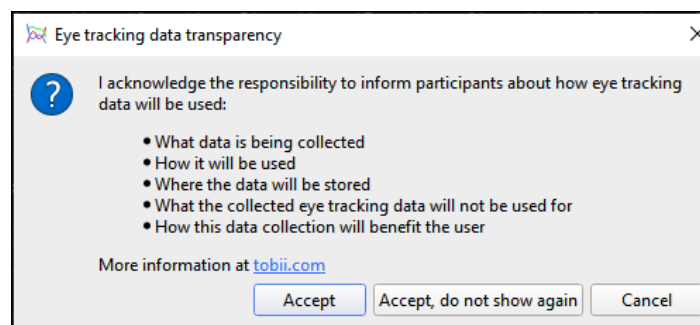 Eye tracking data transparency
I acknowledge the responsibility to inform participants about how eye tracking
data will be used:
• What data is being collected
• How it will be used
• Where the data will be stored
• What the collected eye tracking data will not be used for
• How this data collection will benefit the user
More information at tobii.com
Accept
Accept, do not show again
Cancel